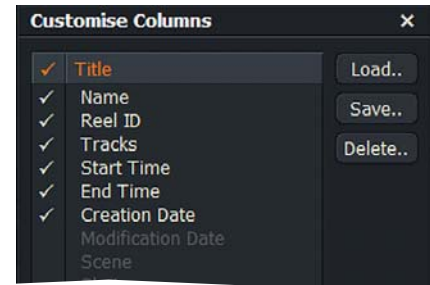 Customise Columns
Title
Load..
Name
Save..
Reel ID
Tracks
Delete..
Start Time
End Time
Creation Date
Modification Date
Scene